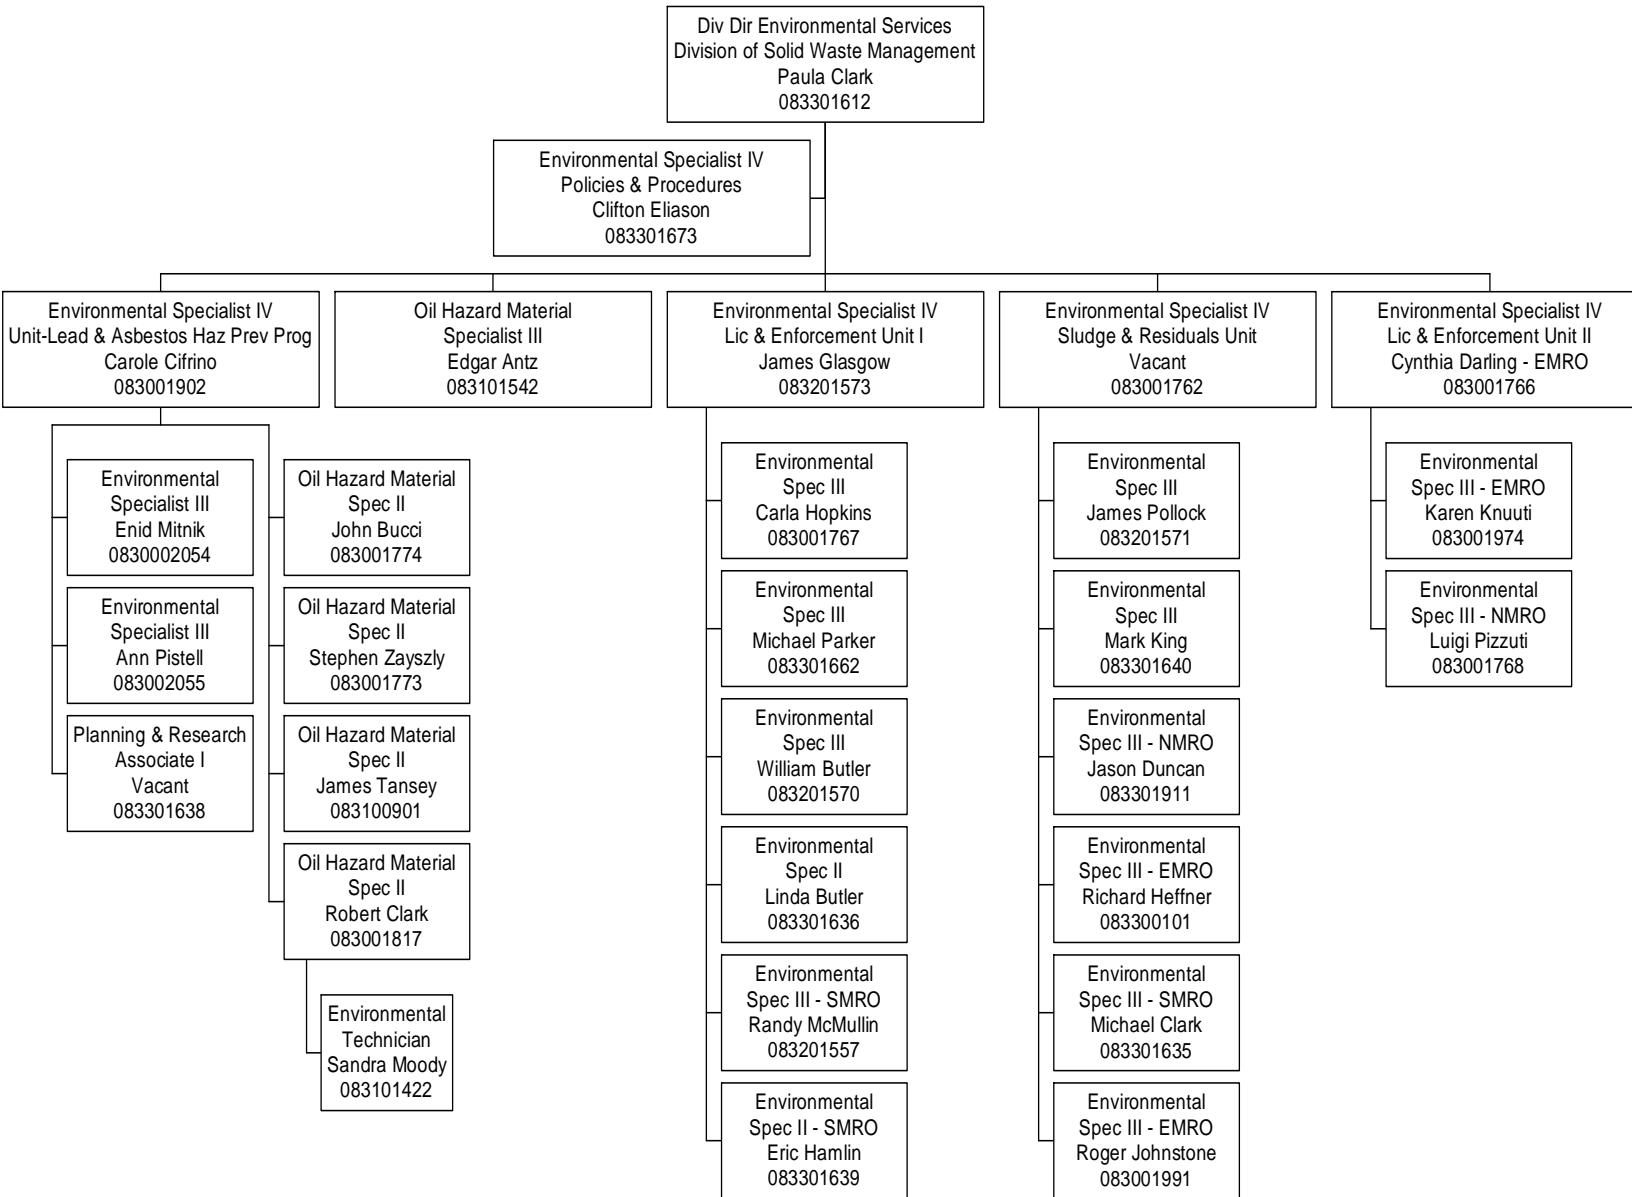 Div Dir Environmental Services
Division of Solid Waste Management
Paula Clark
083301612
Environmental Specialist IV
Policies & Procedures
Clifton Eliason
083301673
Environmental Specialist IV
Unit-Lead & Asbestos Haz Prev Prog
Carole Cifrino
083001902
Oil Hazard Material
Specialist III
Edgar Antz
083101542
Environmental Specialist IV
Lic & Enforcement Unit I
James Glasgow
083201573
Environmental Specialist IV
Sludge & Residuals Unit
Vacant
083001762
Environmental Specialist IV
Lic & Enforcement Unit II
Cynthia Darling - EMRO
083001766
Environmental
Specialist III
Enid Mitnik
0830002054
Environmental
Specialist III
Ann Pistell
083002055
Planning & Research
Associate I
Vacant
083301638
Oil Hazard Material
Spec II
John Bucci
083001774
Oil Hazard Material
Spec II
Stephen Zayszly
083001773
Oil Hazard Material
Spec II
James Tansey
083100901
Oil Hazard Material
Spec II
Robert Clark
083001817
Environmental
Technician
Sandra Moody
083101422
Environmental
Spec III
Carla Hopkins
083001767
Environmental
Spec III
Michael Parker
083301662
Environmental
Spec III
William Butler
083201570
Environmental
Spec II
Linda Butler
083301636
Environmental
Spec III - SMRO
Randy McMullin
083201557
Environmental
Spec II - SMRO
Eric Hamlin
083301639
Environmental
Spec III
James Pollock
083201571
Environmental
Spec III
Mark King
083301640
Environmental
Spec III - NMRO
Jason Duncan
083301911
Environmental
Spec III - EMRO
Richard Heffner
083300101
Environmental
Spec III - SMRO
Michael Clark
083301635
Environmental
Spec III - EMRO
Roger Johnstone
083001991
Environmental
Spec III - EMRO
Karen Knuuti
083001974
Environmental
Spec III - NMRO
Luigi Pizzuti
083001768